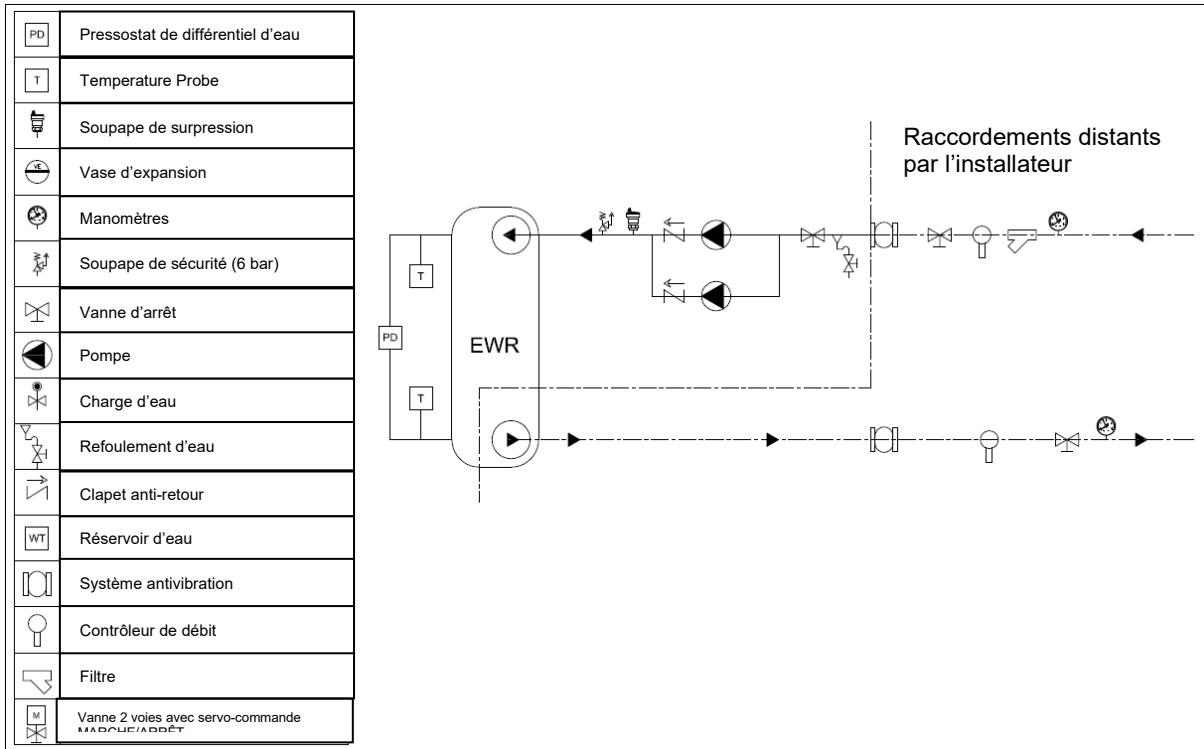 PD Pressostat de différentiel d'eau
T Temperature Probe
Soupape de surpression
VE Vase d'expansion
Manomètres
Soupape de sécurité (6 bar)
Vanne d'arrêt
Pompe
Charge d'eau
Refoulement d'eau
Clapet anti-retour
WT Réservoir d'eau
Système antivibration
Contrôleur de débit
Filtre
M Vanne 2 voies avec servo-commande
MARCHE/ARRÊT
Raccordements distants
par l'installateur
T
PD
EWR
T